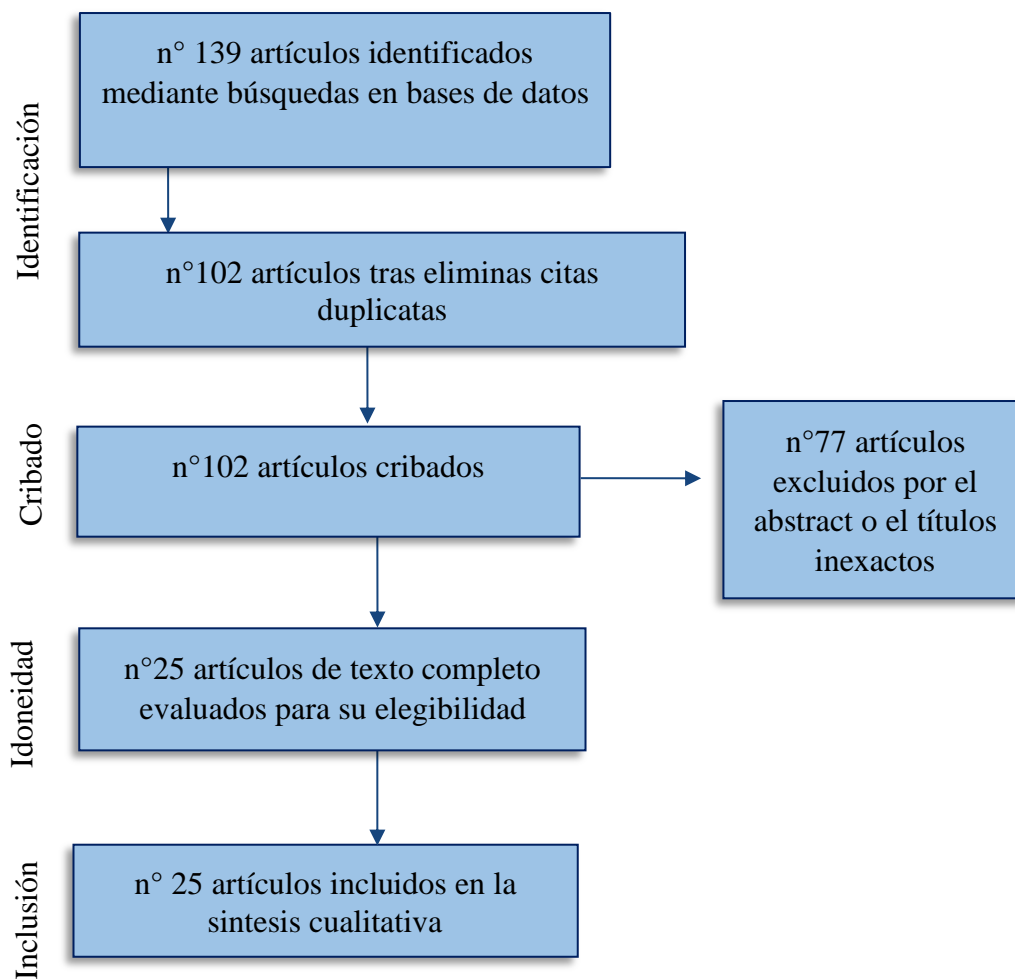 Identificación
n° 139 artículos identificados
mediante búsquedas en bases de datos
n°102 artículos tras eliminas citas
duplicatas
Cribado
n°102 artículos cribados
n°77 artículos
excluidos por el
abstract o el títulos
inexactos
Idoneidad
n°25 artículos de texto completo
evaluados para su elegibilidad
Inclusión
n° 25 artículos incluidos en la
sintesis cualitativa